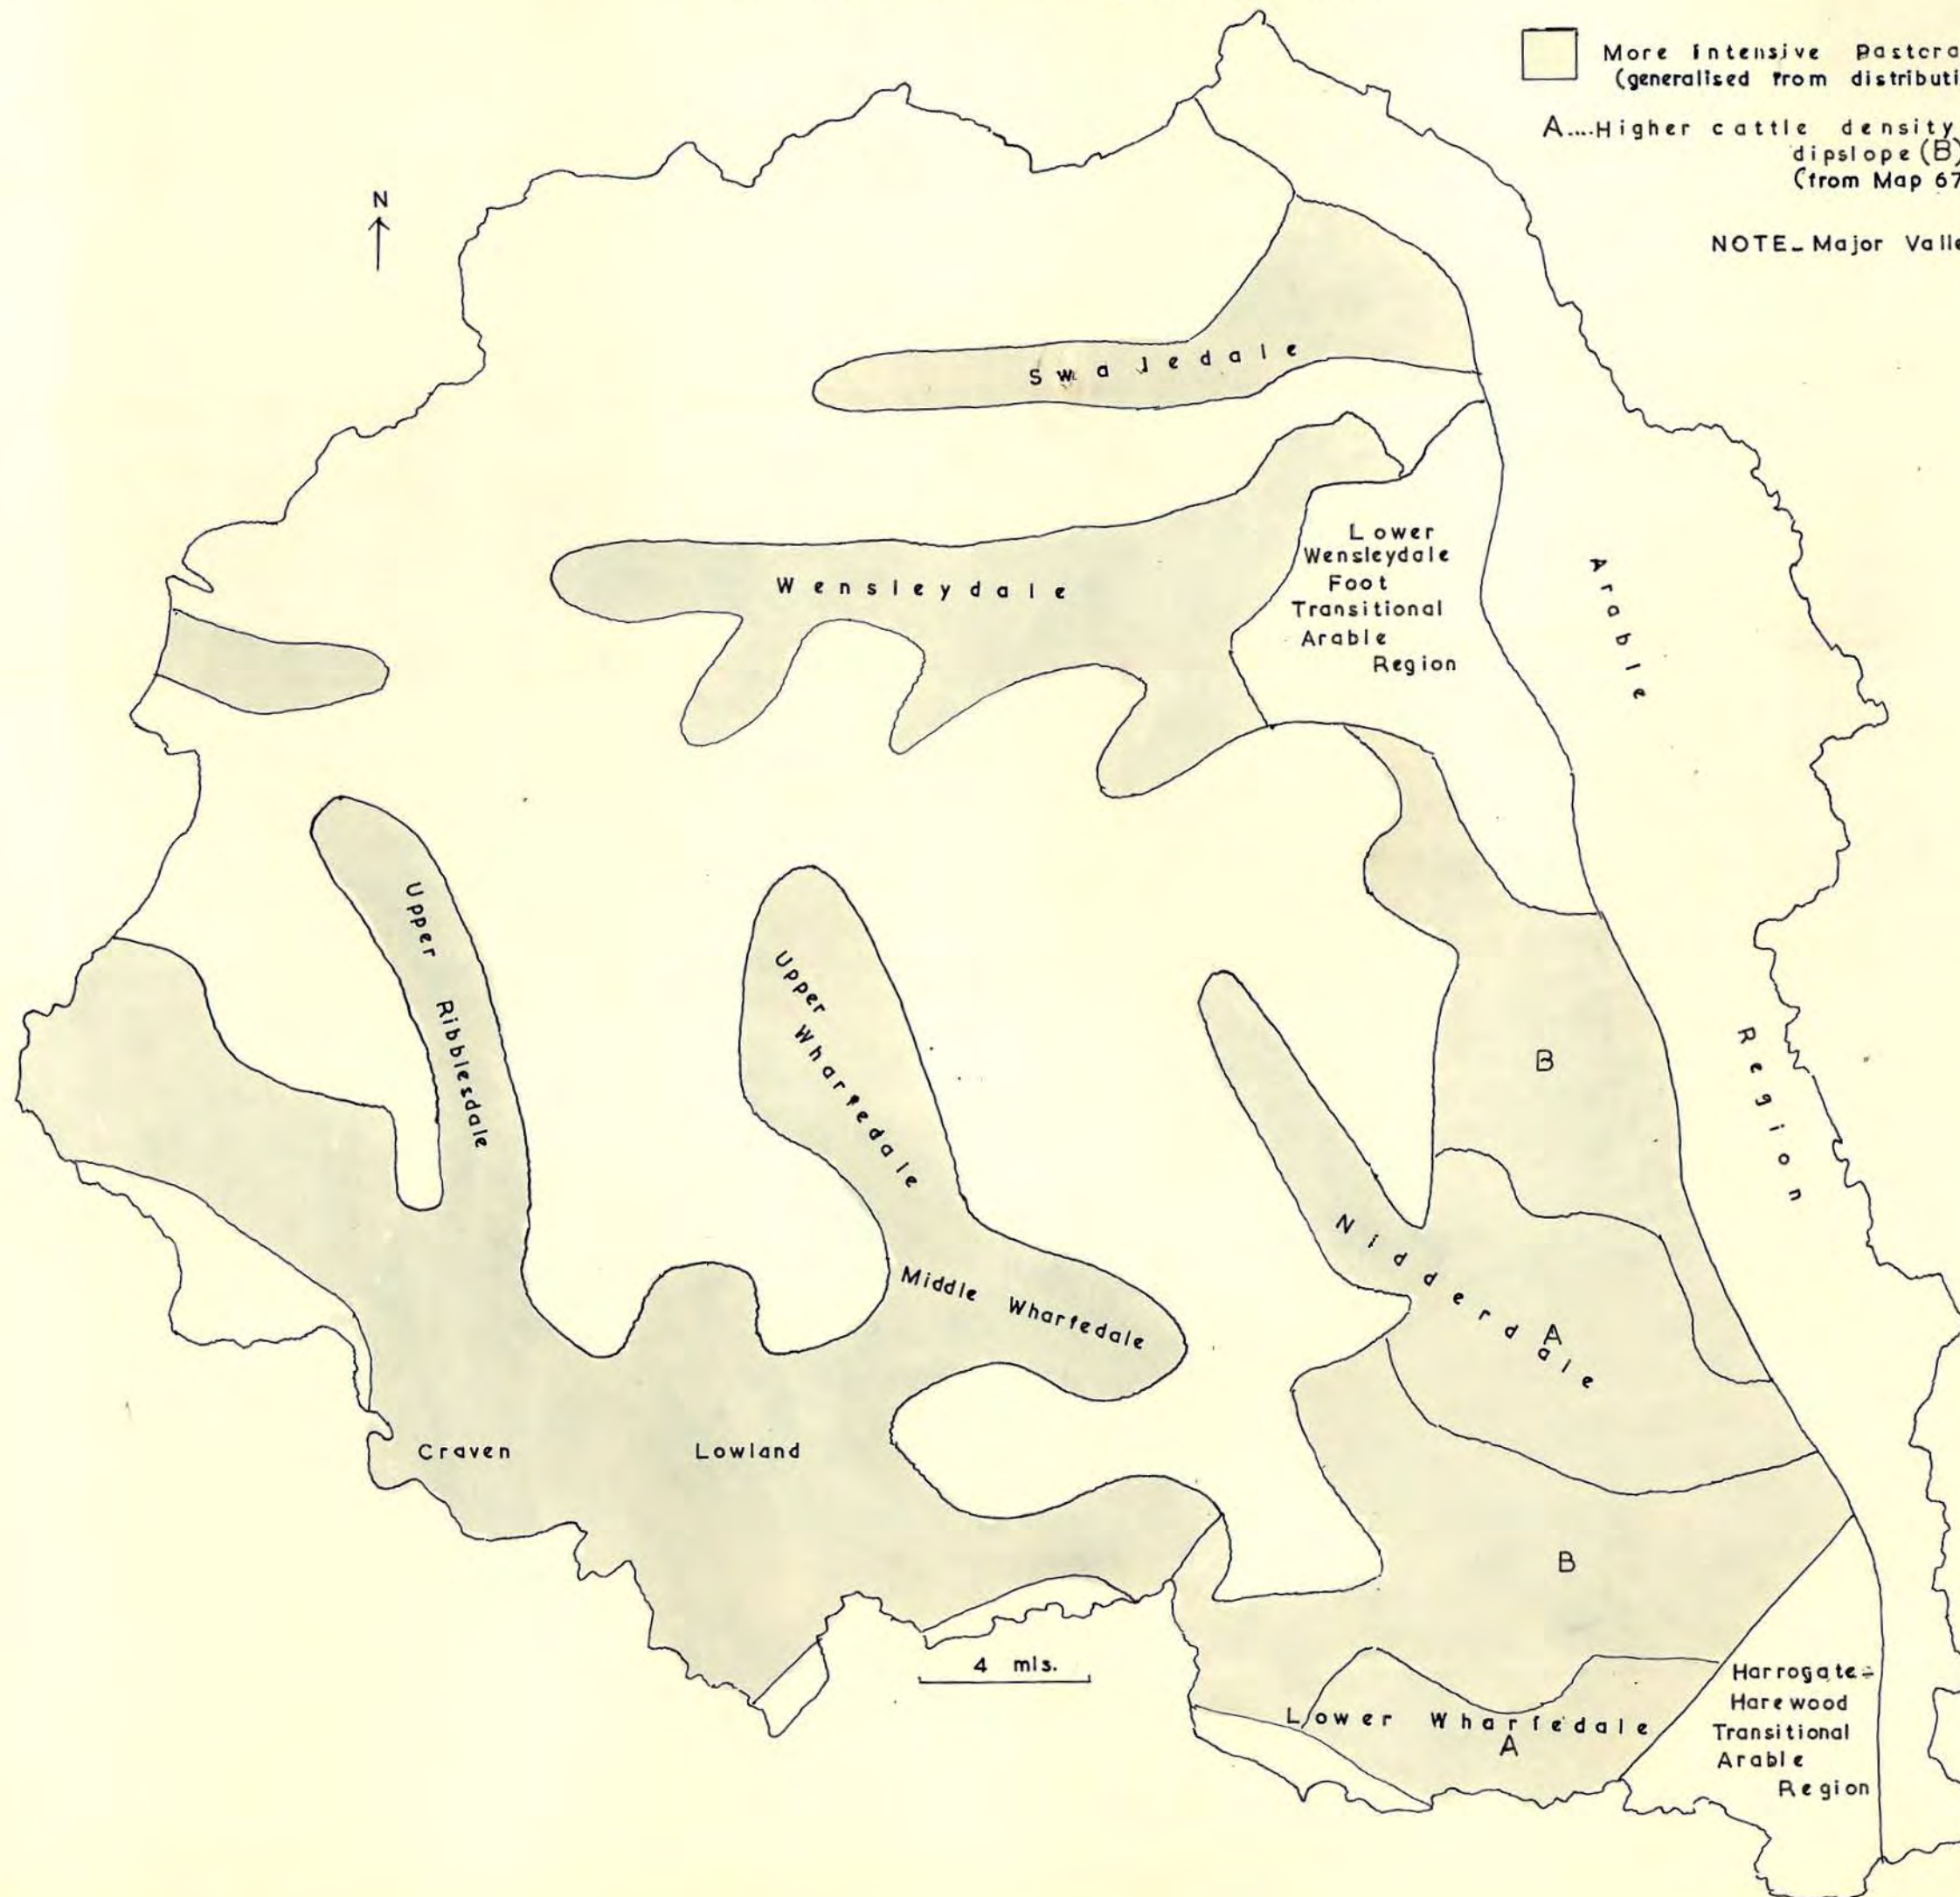 More Intensive Pastora
(generalised from distributi
A....Higher cattle density
dipslope (B)
(from Map 67
NOTE_ Major Valle
N
Swaledale
Wensleydale
Lower
Wensleydale
Foot
Transitional
Arable
Region
Arable
Region
Upper Ribblesdale
Upper Wharfedale
Middle Wharfedale
B
Nidderdale
A
Craven Lowland
B
4 mls.
Lower Wharfedale
A
Harrogate-
Harewood
Transitional
Arable
Region